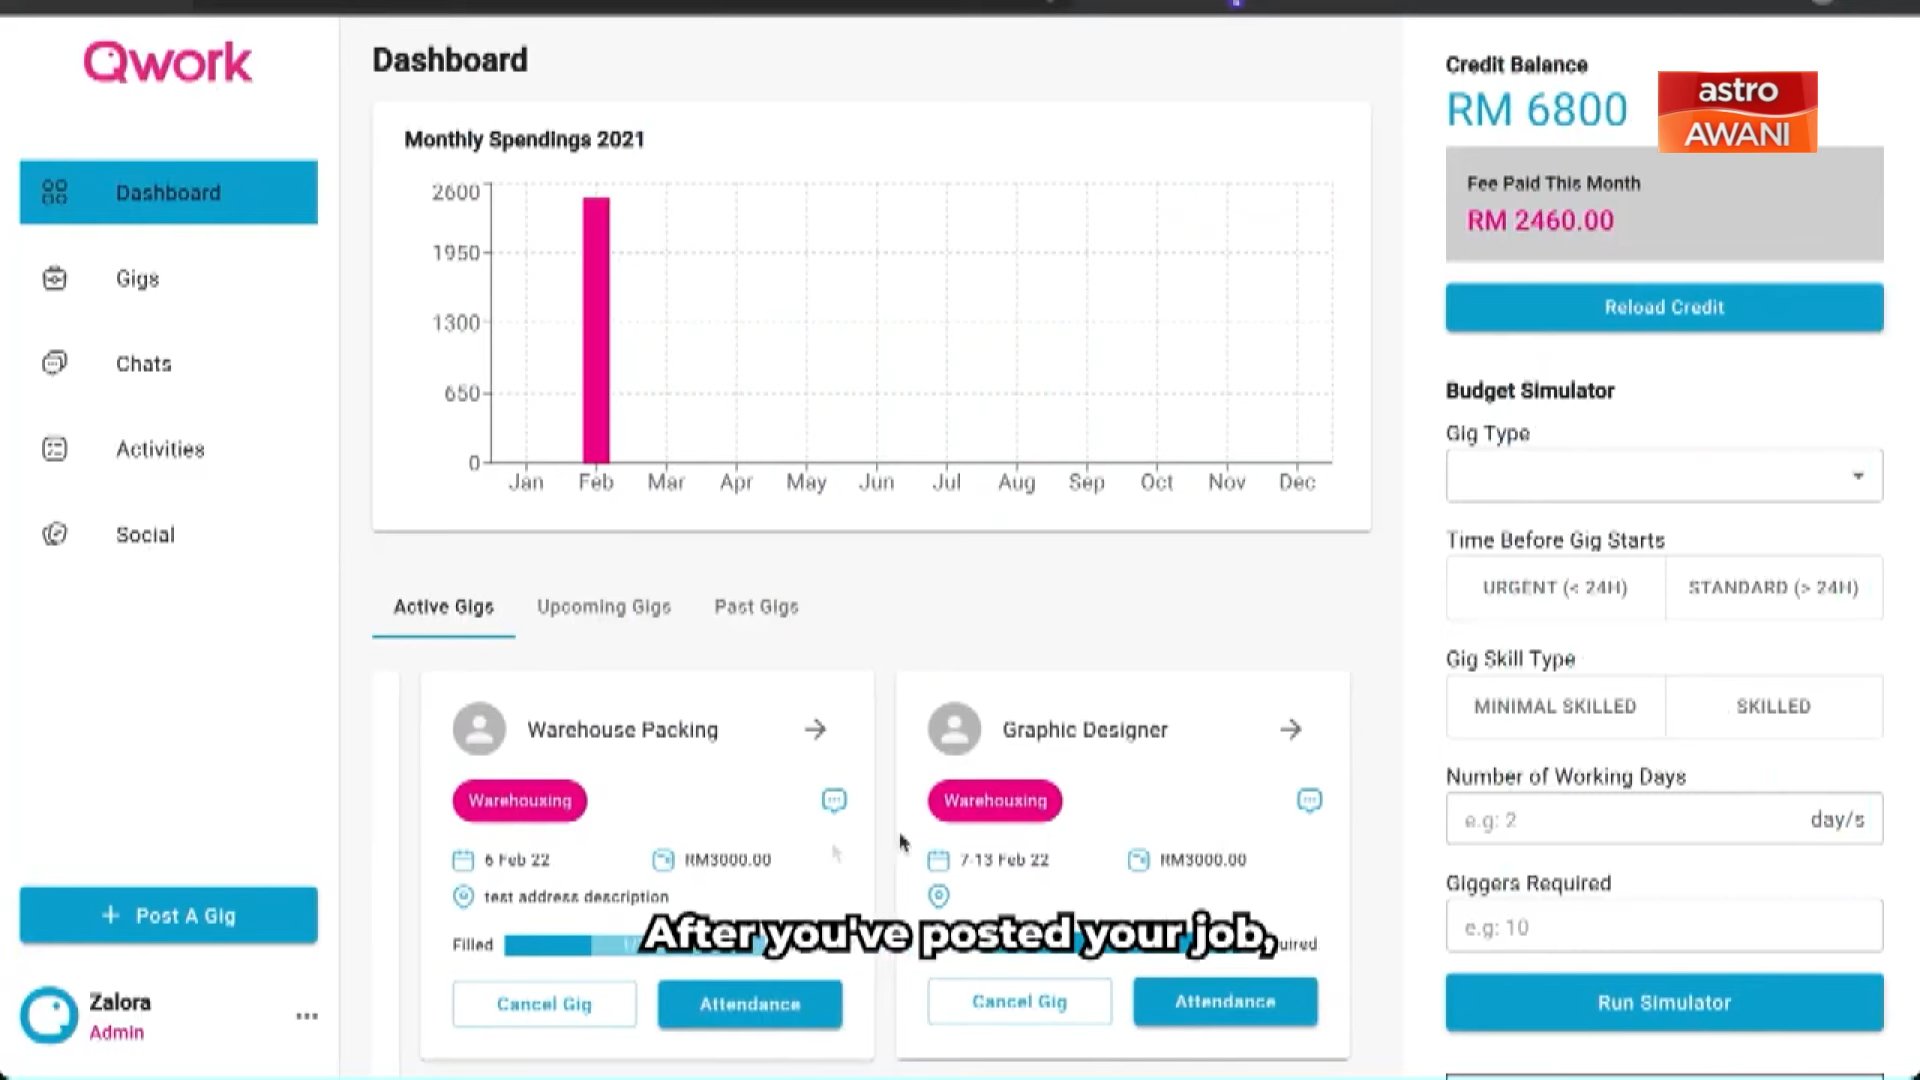 Qwork
Dashboard
Gigs
Chats
Activities
Social
+ Post A Gig
Zalora
Admin
Dashboard
Monthly Spendings 2021
2600
1950
1300
650
0
Jan Feb Mar Apr May Jun Jul Aug Sep Oct Nov Dec
Active Gigs Upcoming Gigs Past Gigs
Warehouse Packing
Warehousing
6 Feb 22 RM3000.00
test address description
Filled
Cancel Gig Attendance
Graphic Designer
Warehousing
7-13 Feb 22 RM3000.00
uired
Cancel Gig Attendance
After you've posted your job,
Credit Balance
RM 6800
astro
AWANI
Fee Paid This Month
RM 2460.00
Reload Credit
Budget Simulator
Gig Type
Time Before Gig Starts
URGENT (< 24H) STANDARD (> 24H)
Gig Skill Type
MINIMAL SKILLED SKILLED
Number of Working Days
e.g: 2 day/s
Giggers Required
e.g: 10
Run Simulator